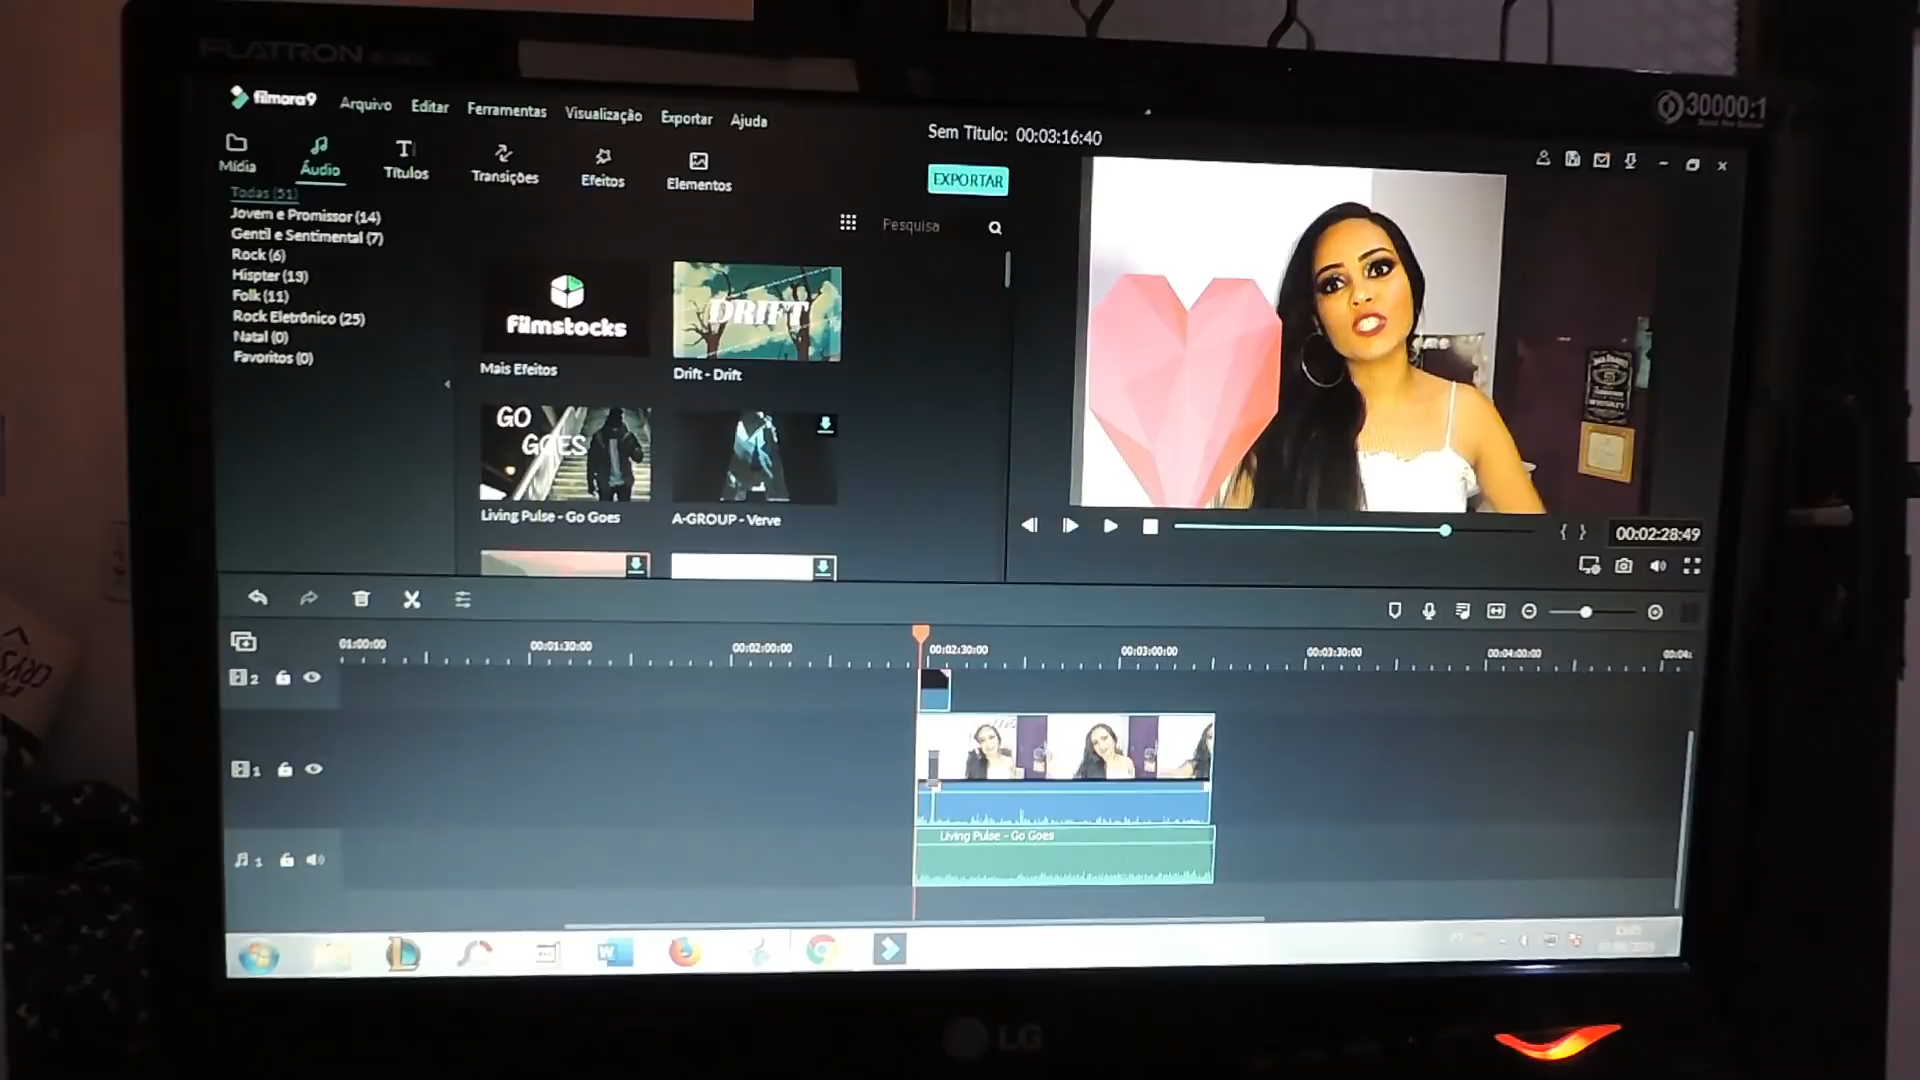 FLATRON
30000:1
filmora9
Arquivo Editar Ferramentas Visualização Exportar Ajuda
Sem Titulo: 00:03:16:40
Mídia Áudio Títulos Transições Efeitos Elementos
EXPORTAR
Todas (51)
Jovem e Promissor (14)
Gentil e Sentimental (7)
Rock (6)
Hispter (13)
Folk (11)
Rock Eletrônico (25)
Natal (0)
Favoritos (0)
Pesquisa
filmstocks
DRIFT
Mais Efeitos
Drift - Drift
GO
GOES
Living Pulse - Go Goes
A-GROUP - Verve
00:02:28:49
01:00:00 00:01:30:00 00:02:00:00 00:02:30:00 00:03:00:00 00:03:30:00 00:04:00:00 00:04:
2
1
Living Pulse - Go Goes
1
LG